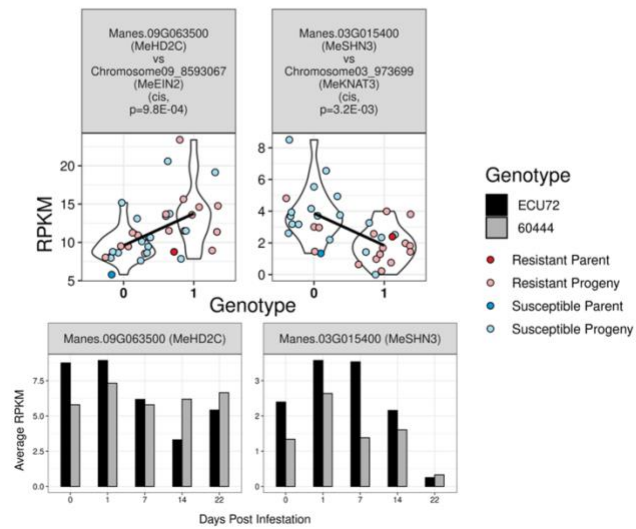 Manes.09G063500
(MeHD2C)
vs
Chromosome09_8593067
(MeEIN2)
(cis,
p=9.8E-04)
Manes.03G015400
(MeSHN3)
vs
Chromosome03_973699
(MeKNAT3)
(cis,
p=3.2E-03)
RPKM
20
15
10
5
0 1
8
6
4
2
0
0 1
Genotype
Genotype
ECU72
60444
Resistant Parent
Resistant Progeny
Susceptible Parent
Susceptible Progeny
Manes.09G063500 (MeHD2C)
Manes.03G015400 (MeSHN3)
Average RPKM
7.5
5.0
2.5
0.0
0 1 7 14 22
3
2
1
0
0 1 7 14 22
Days Post Infestation